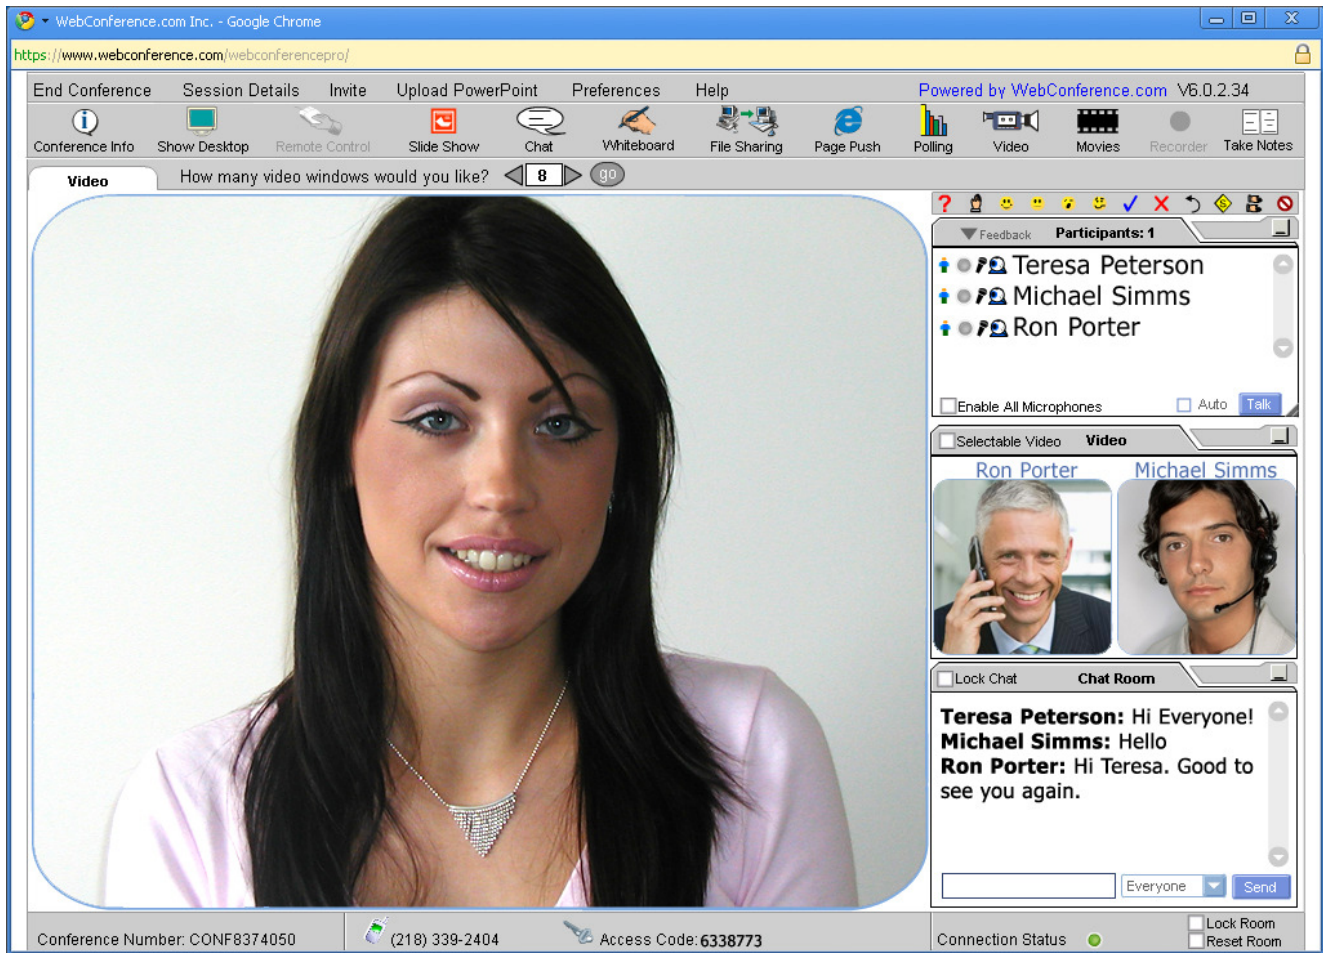 WebConference.com Inc. - Google Chrome
https://www.webconference.com/webconferencepro/
End Conference Session Details Invite Upload PowerPoint Preferences Help Powered by WebConference.com V6.0.2.34
Conference Info Show Desktop Remote Control Slide Show Chat Whiteboard File Sharing Page Push Polling Video Movies Recorder Take Notes
Video How many video windows would you like? 8 go
Feedback Participants: 1
Teresa Peterson
Michael Simms
Ron Porter
Enable All Microphones Auto Talk
Selectable Video Video
Ron Porter Michael Simms
Lock Chat Chat Room
Teresa Peterson: Hi Everyone!
Michael Simms: Hello
Ron Porter: Hi Teresa. Good to
see you again.
Everyone Send
Conference Number: CONF8374050 (218) 339-2404 Access Code: 6338773 Connection Status Lock Room
Reset Room